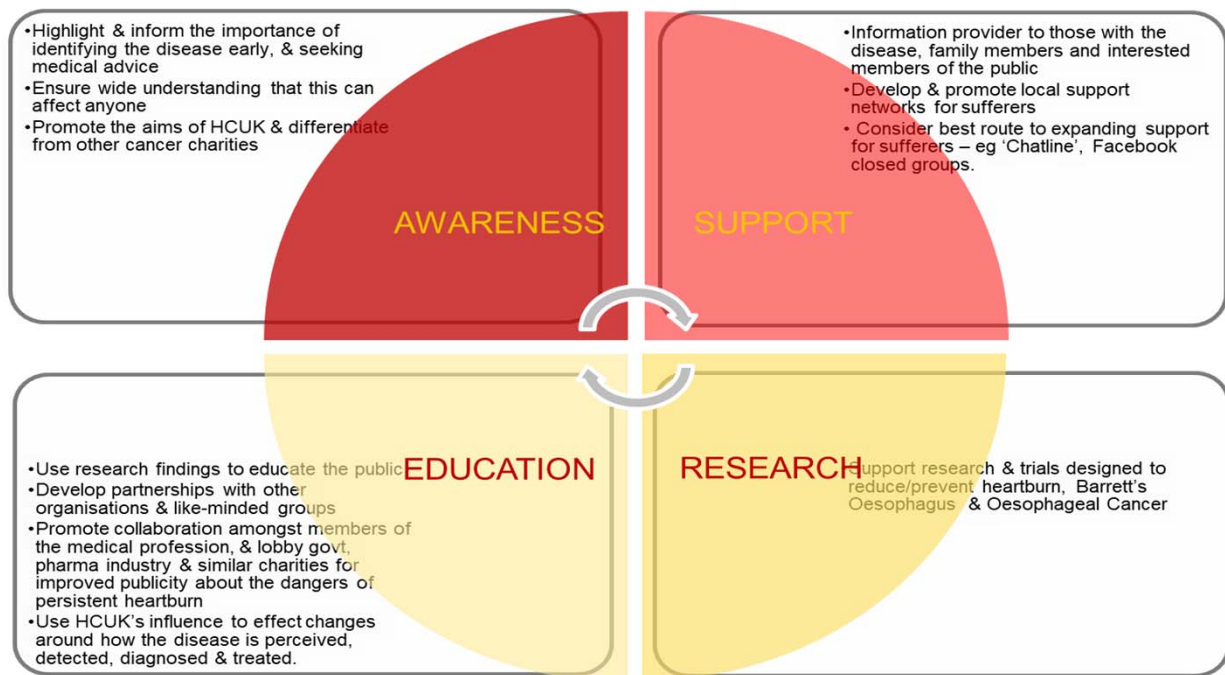 •Highlight & inform the importance of
identifying the disease early, & seeking
medical advice
•Ensure wide understanding that this can
affect anyone
•Promote the aims of HCUK & differentiate
from other cancer charities
AWARENESS
•Information provider to those with the
disease, family members and interested
members of the public
•Develop & promote local support
networks for sufferers
• Consider best route to expanding support
for sufferers – eg ‘Chatline’, Facebook
closed groups.
SUPPORT
•Use research findings to educate the public
•Develop partnerships with other
organisations & like-minded groups
•Promote collaboration amongst members of
the medical profession, & lobby govt,
pharma industry & similar charities for
improved publicity about the dangers of
persistent heartburn
•Use HCUK’s influence to effect changes
around how the disease is perceived,
detected, diagnosed & treated.
EDUCATION
RESEARCH
Support research & trials designed to
reduce/prevent heartburn, Barrett’s
Oesophagus & Oesophageal Cancer